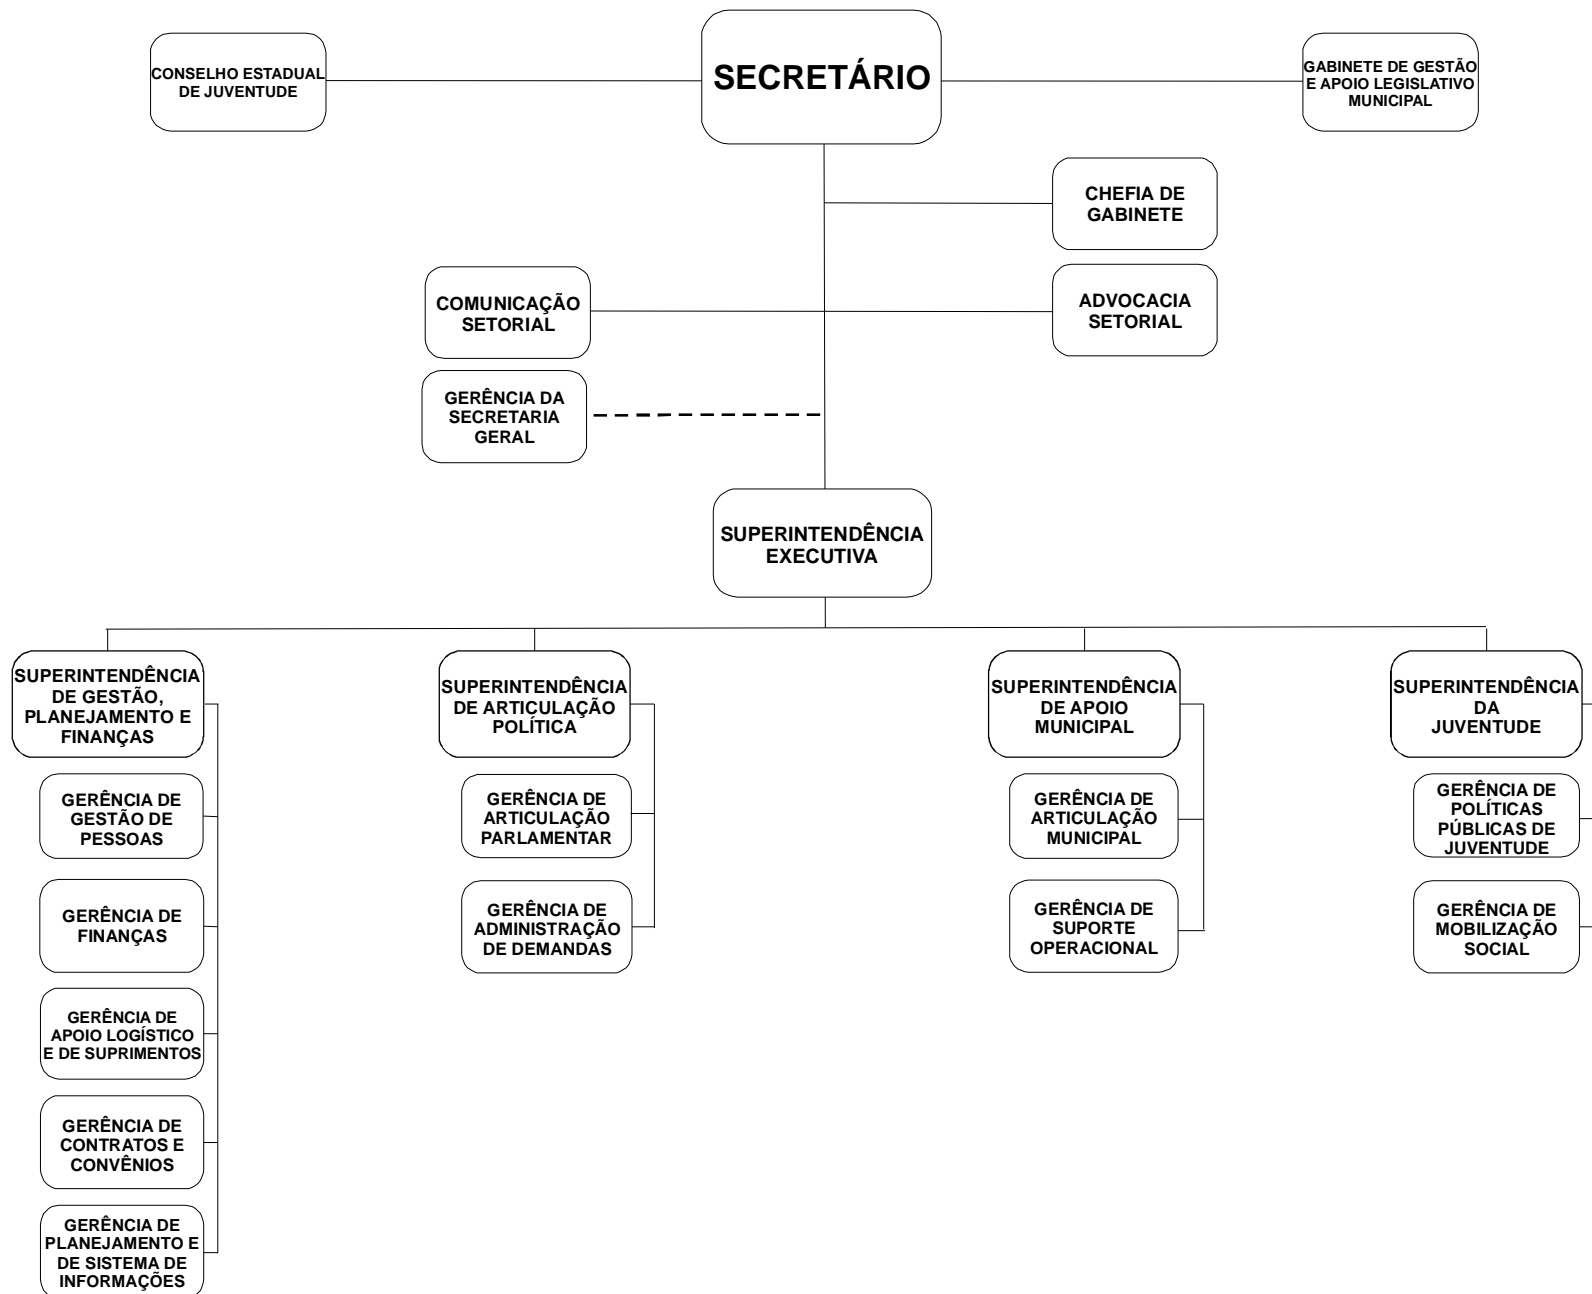 CONSELHO ESTADUAL
DE JUVENTUDE
SECRETÁRIO
GABINETE DE GESTÃO
E APOIO LEGISLATIVO
MUNICIPAL
CHEFIA DE
GABINETE
COMUNICAÇÃO
SETORIAL
ADVOCACIA
SETORIAL
GERÊNCIA DA
SECRETARIA
GERAL
SUPERINTENDÊNCIA
EXECUTIVA
SUPERINTENDÊNCIA
DE GESTÃO,
PLANEJAMENTO E
FINANÇAS
SUPERINTENDÊNCIA
DE ARTICULAÇÃO
POLÍTICA
SUPERINTENDÊNCIA
DE APOIO
MUNICIPAL
SUPERINTENDÊNCIA
DA
JUVENTUDE
GERÊNCIA DE
GESTÃO DE
PESSOAS
GERÊNCIA DE
ARTICULAÇÃO
PARLAMENTAR
GERÊNCIA DE
ARTICULAÇÃO
MUNICIPAL
GERÊNCIA DE
POLÍTICAS
PÚBLICAS DE
JUVENTUDE
GERÊNCIA DE
FINANÇAS
GERÊNCIA DE
ADMINISTRAÇÃO
DE DEMANDAS
GERÊNCIA DE
SUPORTE
OPERACIONAL
GERÊNCIA DE
MOBILIZAÇÃO
SOCIAL
GERÊNCIA DE
APOIO LOGÍSTICO
E DE SUPRIMENTOS
GERÊNCIA DE
CONTRATOS E
CONVÊNIOS
GERÊNCIA DE
PLANEJAMENTO E
DE SISTEMA DE
INFORMAÇÕES